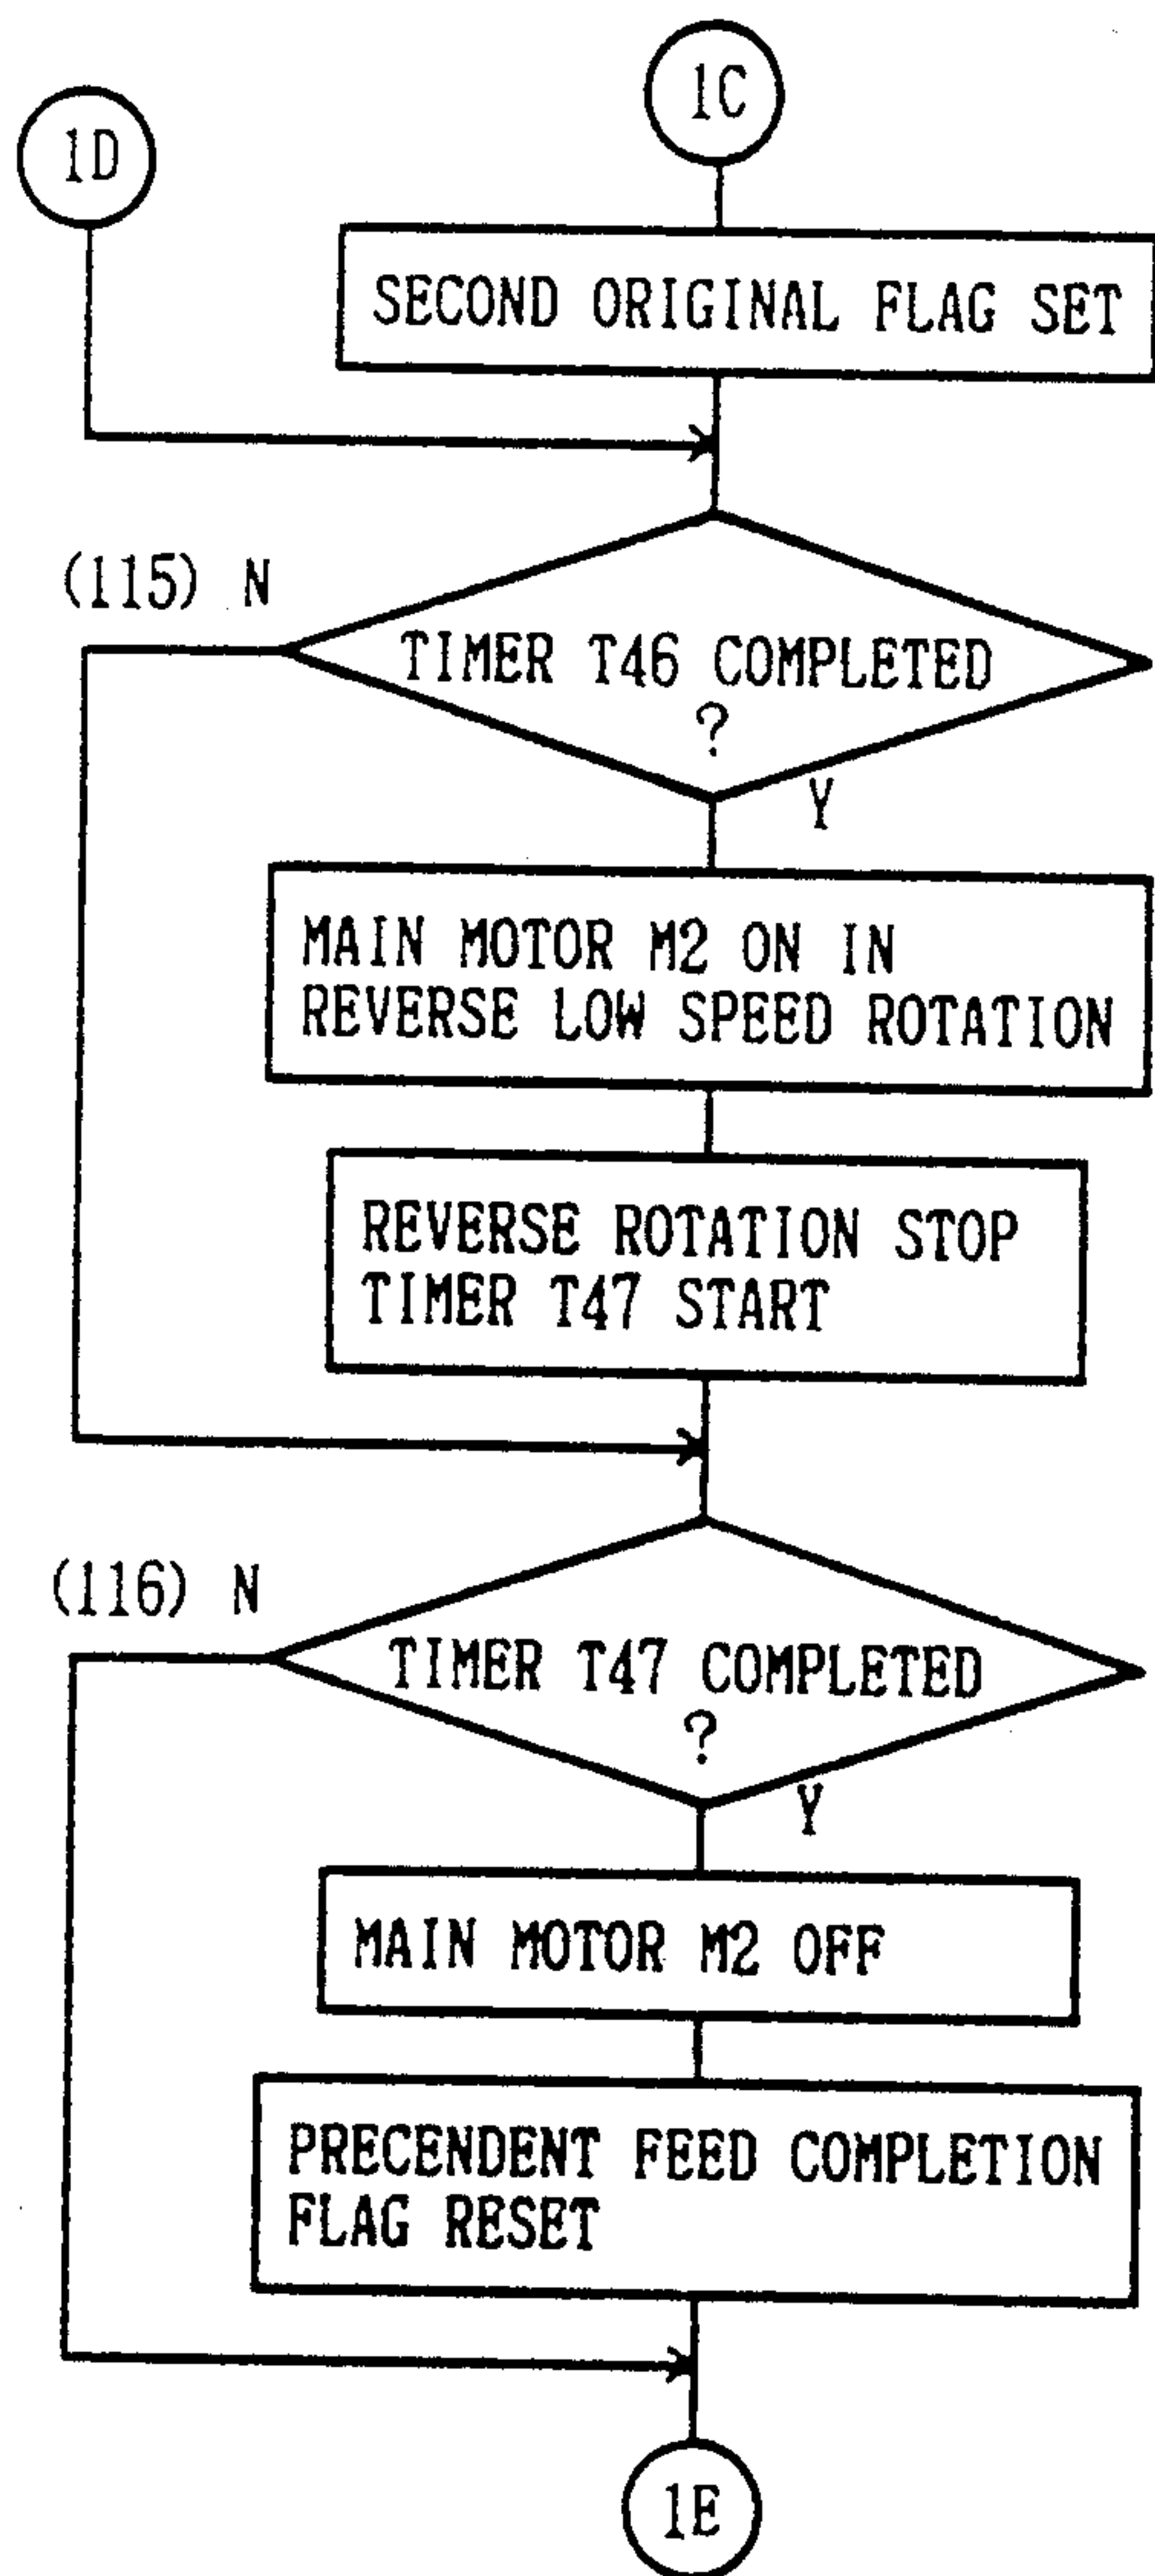 1C
1D
SECOND ORIGINAL FLAG SET
(115) N
TIMER T46 COMPLETED
?
Y
MAIN MOTOR M2 ON IN
REVERSE LOW SPEED ROTATION
REVERSE ROTATION STOP
TIMER T47 START
(116) N
TIMER T47 COMPLETED
?
Y
MAIN MOTOR M2 OFF
PRECENDENT FEED COMPLETION
FLAG RESET
1E